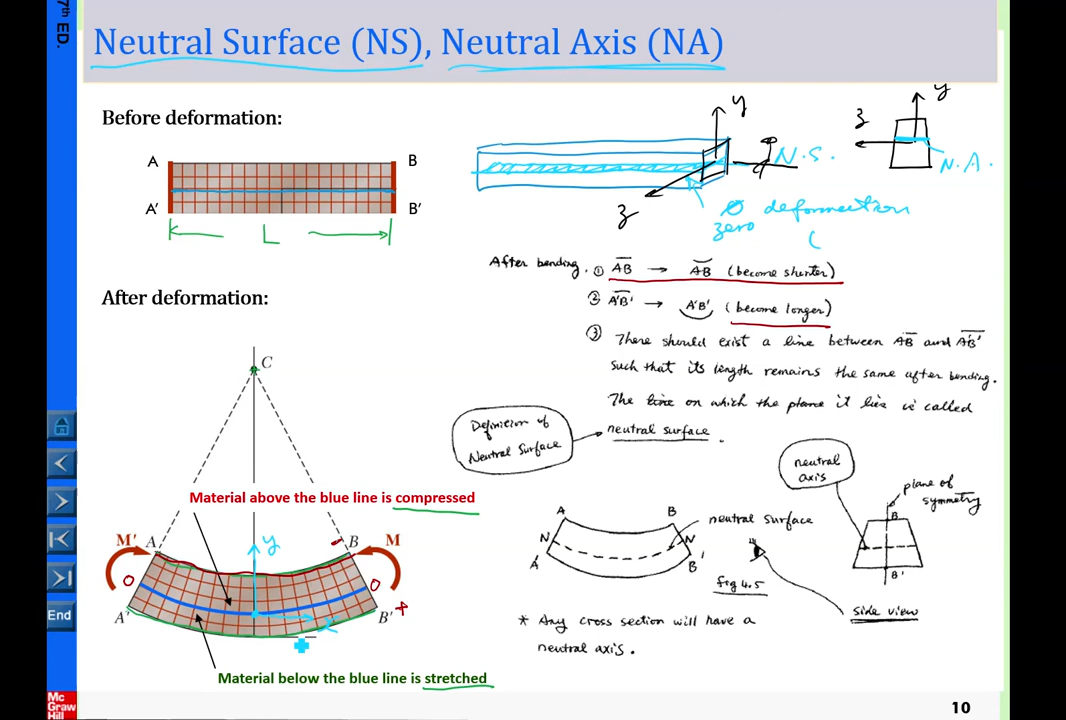 7th ED.
Neutral Surface (NS), Neutral Axis (NA)
Before deformation:
A B
A' B'
L
y
z
N.S.
zero deformation
y
z
N.A.
After bending. ① AB → AB (become shorter)
② A'B' → A'B' (become longer)
③ There should exist a line between AB and A'B'
such that its length remains the same after bending.
The line on which the plane it lies is called
neutral surface.
Definition of
Neutral Surface
After deformation:
C
Material above the blue line is compressed
M' A B M
y
x
A' B'
Material below the blue line is stretched
A B
N N
A' B'
neutral surface
fig 4.5
neutral
axis
plane of
symmetry
B
B'
side view
* Any cross section will have a
neutral axis.
End
Mc
Graw
Hill
10